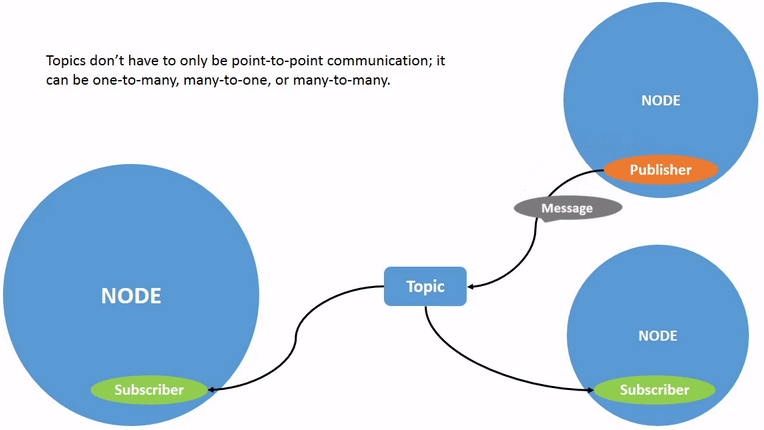 Topics don't have to only be point-to-point communication; it
can be one-to-many, many-to-one, or many-to-many.
NODE
Publisher
Message
Topic
NODE
Subscriber
NODE
Subscriber